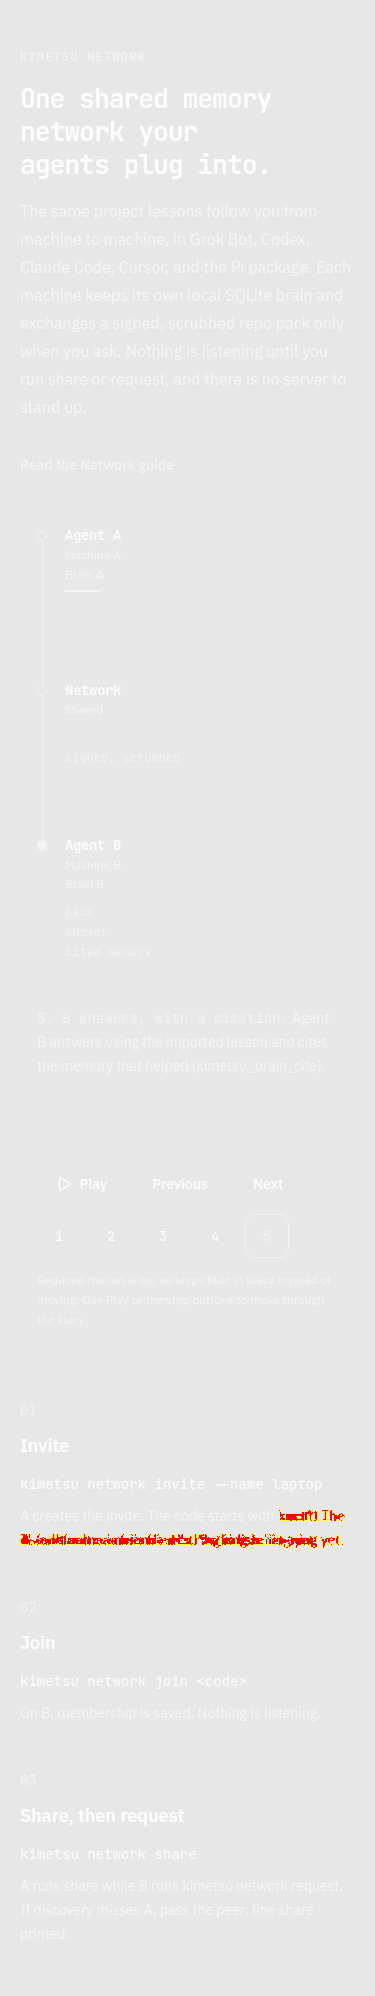 KIMETSU NETWORK
One shared memory
network your
agents plug into.
The same project lessons follow you from
machine to machine, in Grok Bot, Codex,
Claude Code, Cursor, and the Pi package. Each
machine keeps its own local SQLite brain and
exchanges a signed, scrubbed repo pack only
when you ask. Nothing is listening until you
run share or request, and there is no server to
stand up.
Read the Network guide
Agent A
Machine A
Brain A
Network
Shared
signed, scrubbed
Agent B
Machine B
Brain B
pack
answer
cited memory
5. B answers, with a citation. Agent
B answers using the imported lesson and cites
the memory that helped (kimetsu_brain_cite).
Play
Previous
Next
1
2
3
4
5
Reduced motion is on, so steps fade in place instead of
moving. Use Play or the step buttons to move through
the story.
01
Invite
kimetsu network invite --name laptop
A creates the invite. The code starts with The
yet.
02
Join
kimetsu network join <code>
On B, membership is saved. Nothing is listening.
03
Share, then request
kimetsu network share
A runs share while B runs kimetsu network request.
If discovery misses A, pass the peer: line share
printed.